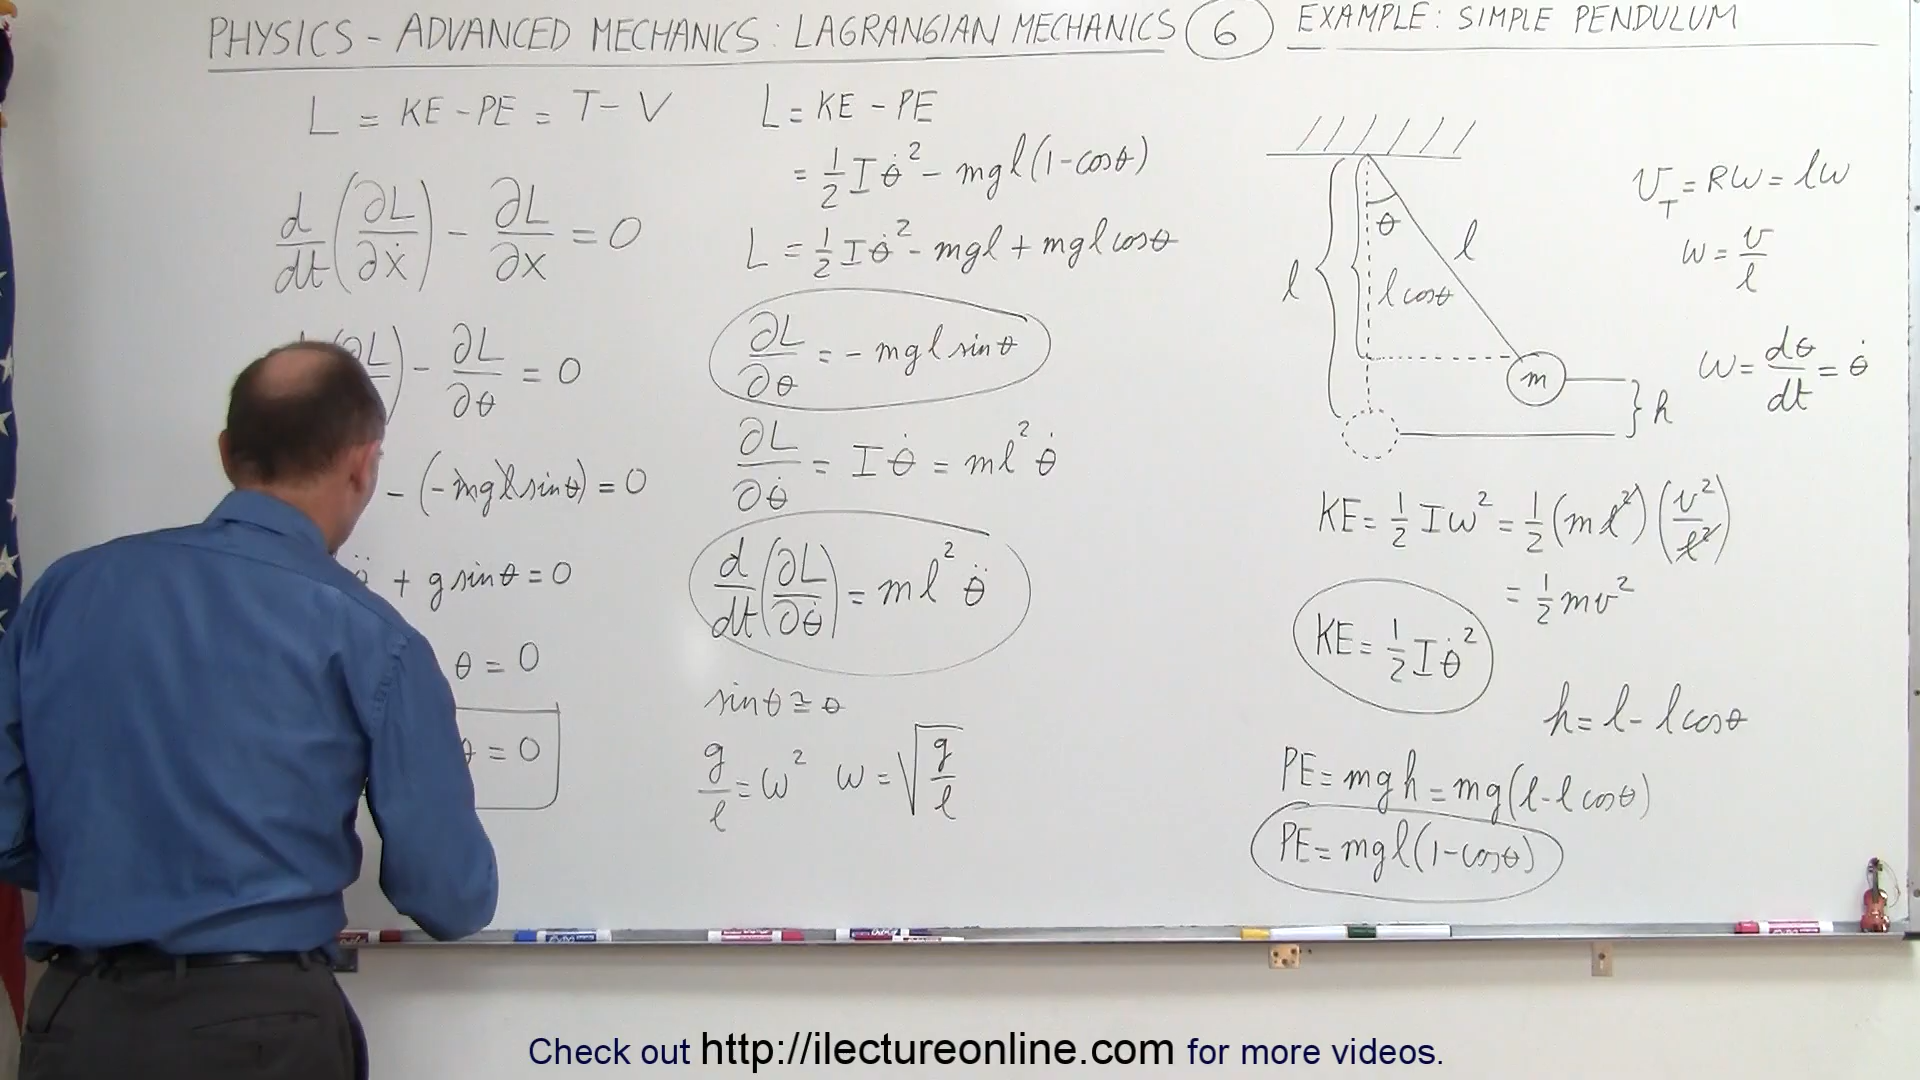 PHYSICS - ADVANCED MECHANICS: LAGRANGIAN MECHANICS 6 EXAMPLE: SIMPLE PENDULUM
L = KE - PE = T - V
d/dt (∂L/∂ẋ) - ∂L/∂x = 0
∂L) - ∂L/∂θ = 0
- (-mglsinθ) = 0
+ g sinθ = 0
θ = 0
= 0
L = KE - PE
= 1/2 I θ̇² - mgl(1-cosθ)
L = 1/2 I θ̇² - mgl + mgl cosθ
∂L/∂θ = - mgl sinθ
∂L/∂θ̇ = I θ̇ = ml² θ̇
d/dt (∂L/∂θ̇) = ml² θ̈
sinθ ≅ θ
g/l = ω² ω = √(g/l)
θ
l
l
l cosθ
m
h
v_T = Rω = lω
ω = v/l
ω = dθ/dt = θ̇
KE = 1/2 I ω² = 1/2 (m l²) (v²/l²)
= 1/2 mv²
KE = 1/2 I θ̇²
h = l - l cosθ
PE = mgh = mg(l - l cosθ)
PE = mgl(1-cosθ)
Check out http://ilectureonline.com for more videos.